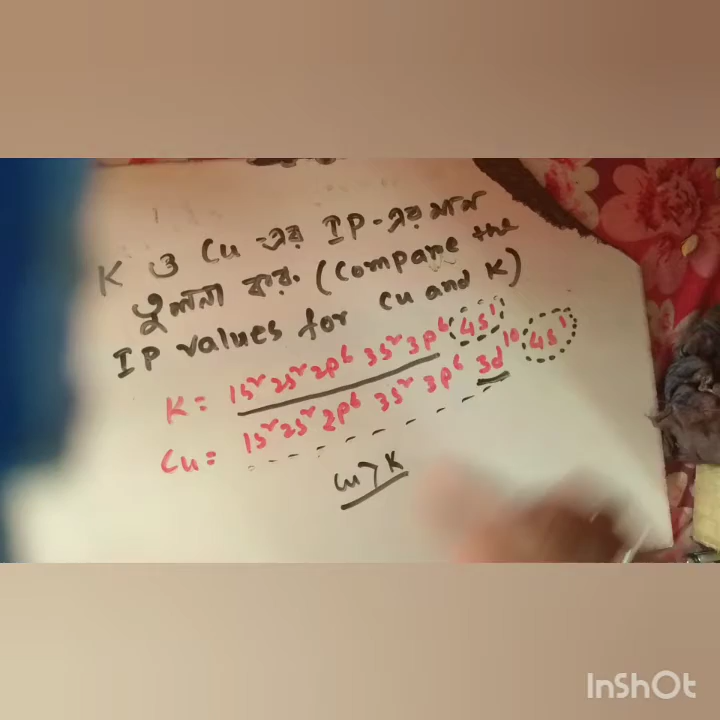 K ও Cu -এর IP-এর মান
তুলনা কর. (Compare the
IP values for Cu and K)
K = 1s² 2s² 2p⁶ 3s² 3p⁶ 4s¹
Cu = 1s² 2s² 2p⁶ 3s² 3p⁶ 3d¹⁰ 4s¹
Cu > K
InShOt